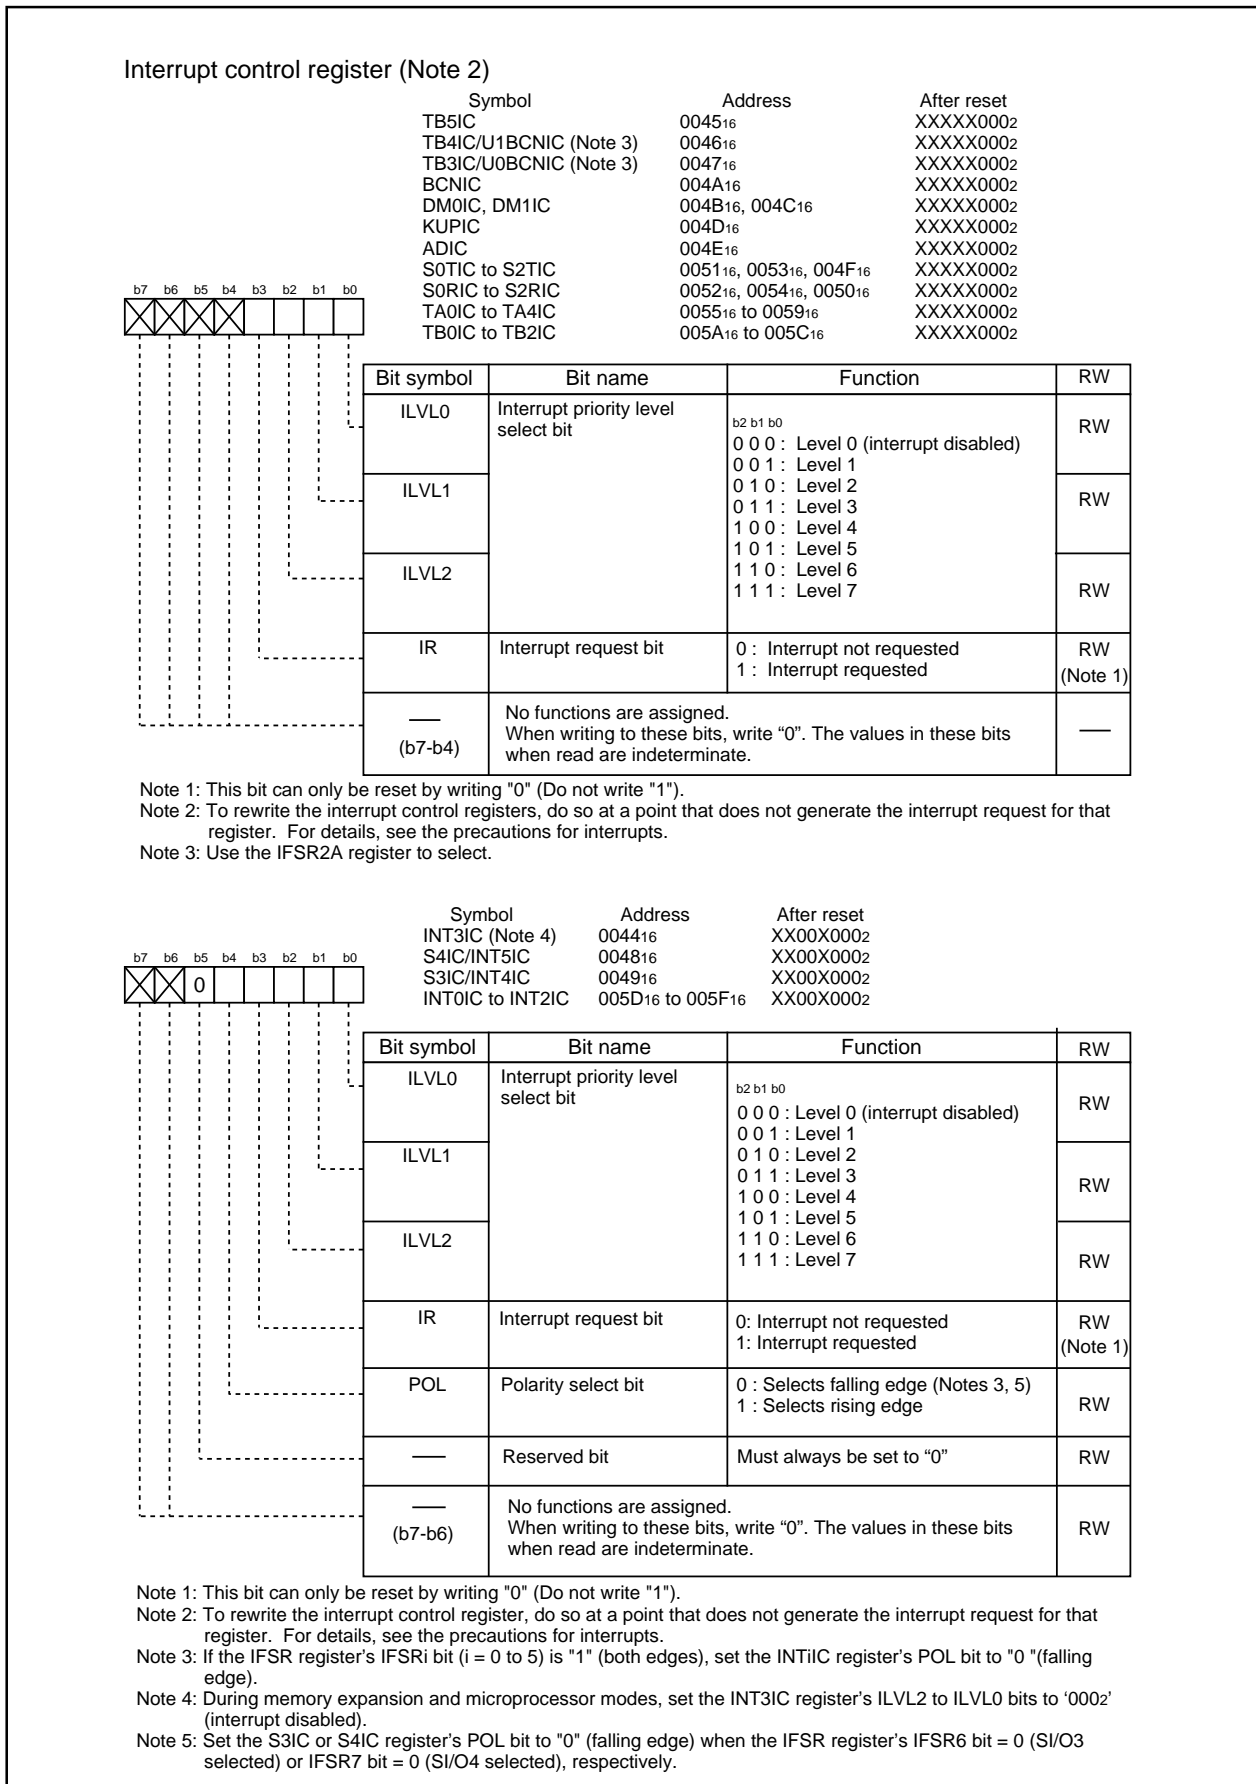 Interrupt control register (Note 2)
Symbol Address After reset
TB5IC 004516 XXXXX0002
TB4IC/U1BCNIC (Note 3) 004616 XXXXX0002
TB3IC/U0BCNIC (Note 3) 004716 XXXXX0002
BCNIC 004A16 XXXXX0002
DM0IC, DM1IC 004B16, 004C16 XXXXX0002
KUPIC 004D16 XXXXX0002
ADIC 004E16 XXXXX0002
S0TIC to S2TIC 005116, 005316, 004F16 XXXXX0002
S0RIC to S2RIC 005216, 005416, 005016 XXXXX0002
TA0IC to TA4IC 005516 to 005916 XXXXX0002
TB0IC to TB2IC 005A16 to 005C16 XXXXX0002
b7 b6 b5 b4 b3 b2 b1 b0
Bit symbol Bit name Function RW
ILVL0 Interrupt priority level
select bit
b2 b1 b0
RW
0 0 0 : Level 0 (interrupt disabled)
0 0 1 : Level 1
ILVL1 0 1 0 : Level 2 RW
0 1 1 : Level 3
1 0 0 : Level 4
1 0 1 : Level 5
ILVL2 1 1 0 : Level 6
1 1 1 : Level 7 RW
IR Interrupt request bit 0 : Interrupt not requested RW
1 : Interrupt requested (Note 1)
— No functions are assigned. —
When writing to these bits, write “0”. The values in these bits
(b7-b4) when read are indeterminate.
Note 1: This bit can only be reset by writing "0" (Do not write "1").
Note 2: To rewrite the interrupt control registers, do so at a point that does not generate the interrupt request for that
register. For details, see the precautions for interrupts.
Note 3: Use the IFSR2A register to select.
Symbol Address After reset
INT3IC (Note 4) 004416 XX00X0002
S4IC/INT5IC 004816 XX00X0002
S3IC/INT4IC 004916 XX00X0002
INT0IC to INT2IC 005D16 to 005F16 XX00X0002
b7 b6 b5 b4 b3 b2 b1 b0
0
Bit symbol Bit name Function RW
ILVL0 Interrupt priority level
select bit
b2 b1 b0
RW
0 0 0 : Level 0 (interrupt disabled)
0 0 1 : Level 1
ILVL1 0 1 0 : Level 2
0 1 1 : Level 3 RW
1 0 0 : Level 4
1 0 1 : Level 5
ILVL2 1 1 0 : Level 6
1 1 1 : Level 7 RW
IR Interrupt request bit 0: Interrupt not requested RW
1: Interrupt requested (Note 1)
POL Polarity select bit 0 : Selects falling edge (Notes 3, 5)
1 : Selects rising edge RW
— Reserved bit Must always be set to “0” RW
— No functions are assigned.
When writing to these bits, write “0”. The values in these bits RW
(b7-b6) when read are indeterminate.
Note 1: This bit can only be reset by writing "0" (Do not write "1").
Note 2: To rewrite the interrupt control register, do so at a point that does not generate the interrupt request for that
register. For details, see the precautions for interrupts.
Note 3: If the IFSR register’s IFSRi bit (i = 0 to 5) is "1" (both edges), set the INTiIC register’s POL bit to "0 "(falling
edge).
Note 4: During memory expansion and microprocessor modes, set the INT3IC register’s ILVL2 to ILVL0 bits to ‘0002’
(interrupt disabled).
Note 5: Set the S3IC or S4IC register’s POL bit to "0" (falling edge) when the IFSR register’s IFSR6 bit = 0 (SI/O3
selected) or IFSR7 bit = 0 (SI/O4 selected), respectively.